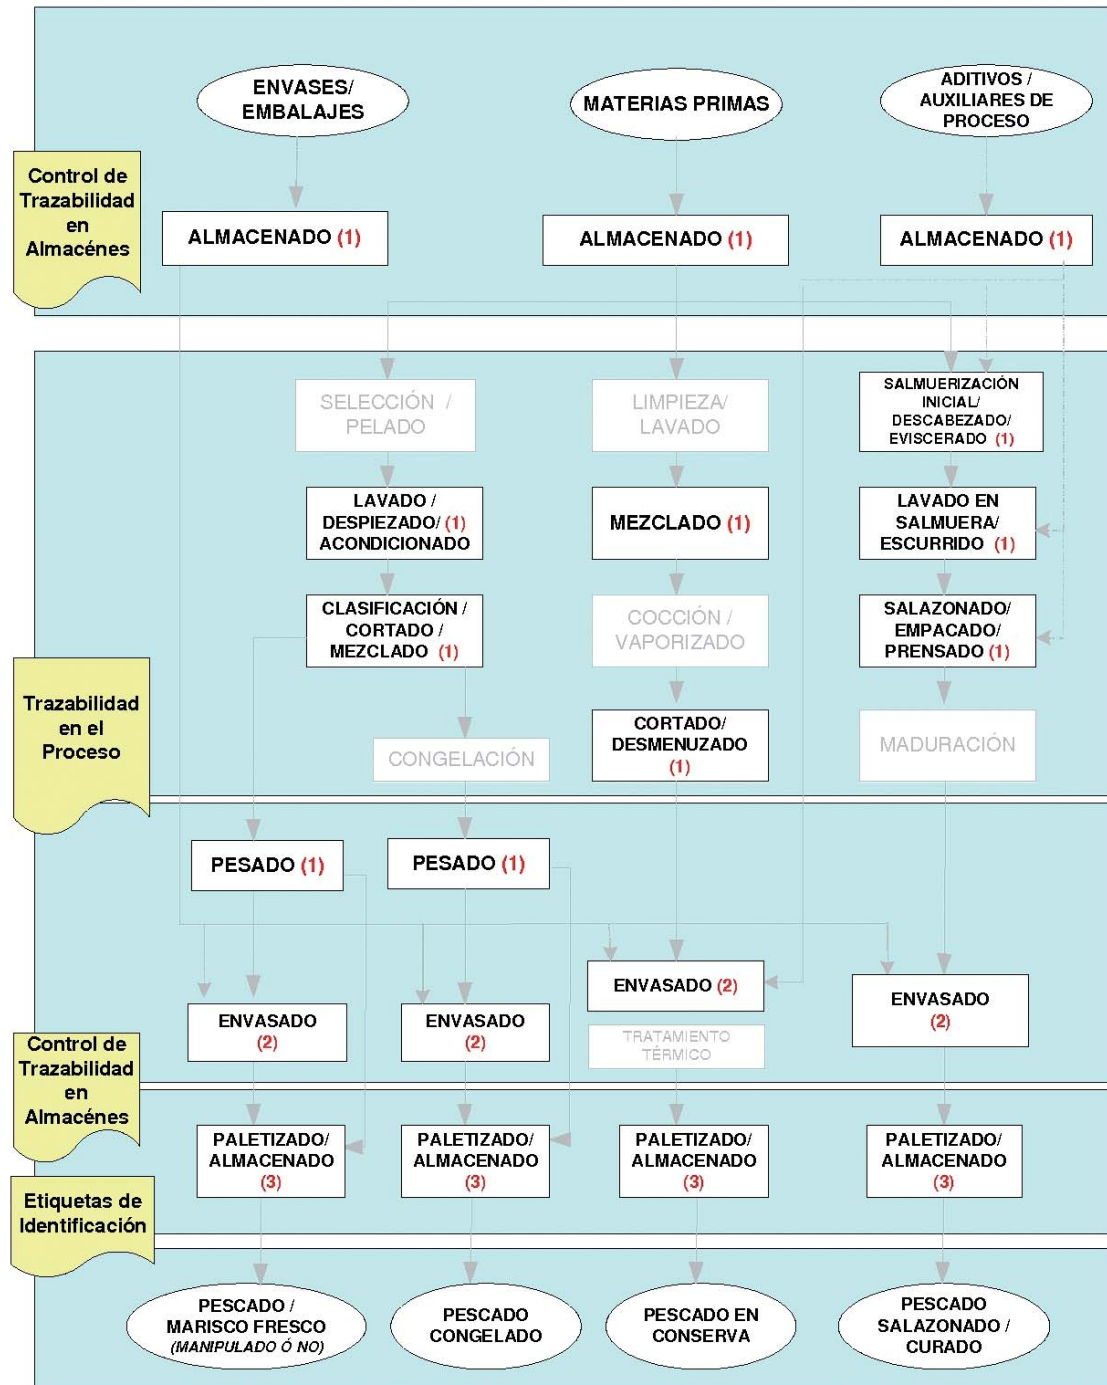 ENVASES/
EMBALAJES
MATERIAS PRIMAS
ADITIVOS /
AUXILIARES DE
PROCESO
Control de
Trazabilidad
en
Almacénes
ALMACENADO (1)
ALMACENADO (1)
ALMACENADO (1)
SELECCIÓN /
PELADO
LIMPIEZA/
LAVADO
SALMUERIZACIÓN
INICIAL/
DESCABEZADO/
EVISCERADO (1)
LAVADO /
DESPIEZADO/ (1)
ACONDICIONADO
MEZCLADO (1)
LAVADO EN
SALMUERA/
ESCURRIDO (1)
CLASIFICACIÓN /
CORTADO /
MEZCLADO (1)
COCCIÓN /
VAPORIZADO
SALAZONADO/
EMPACADO/
PRENSADO (1)
Trazabilidad
en el
Proceso
CONGELACIÓN
CORTADO/
DESMENUZADO
(1)
MADURACIÓN
PESADO (1)
PESADO (1)
ENVASADO
(2)
ENVASADO
(2)
ENVASADO (2)
TRATAMIENTO
TÉRMICO
ENVASADO
(2)
Control de
Trazabilidad
en
Almacénes
PALETIZADO/
ALMACENADO
(3)
PALETIZADO/
ALMACENADO
(3)
PALETIZADO/
ALMACENADO
(3)
PALETIZADO/
ALMACENADO
(3)
Etiquetas de
Identificación
PESCADO /
MARISCO FRESCO
(MANIPULADO Ó NO)
PESCADO
CONGELADO
PESCADO EN
CONSERVA
PESCADO
SALAZONADO /
CURADO